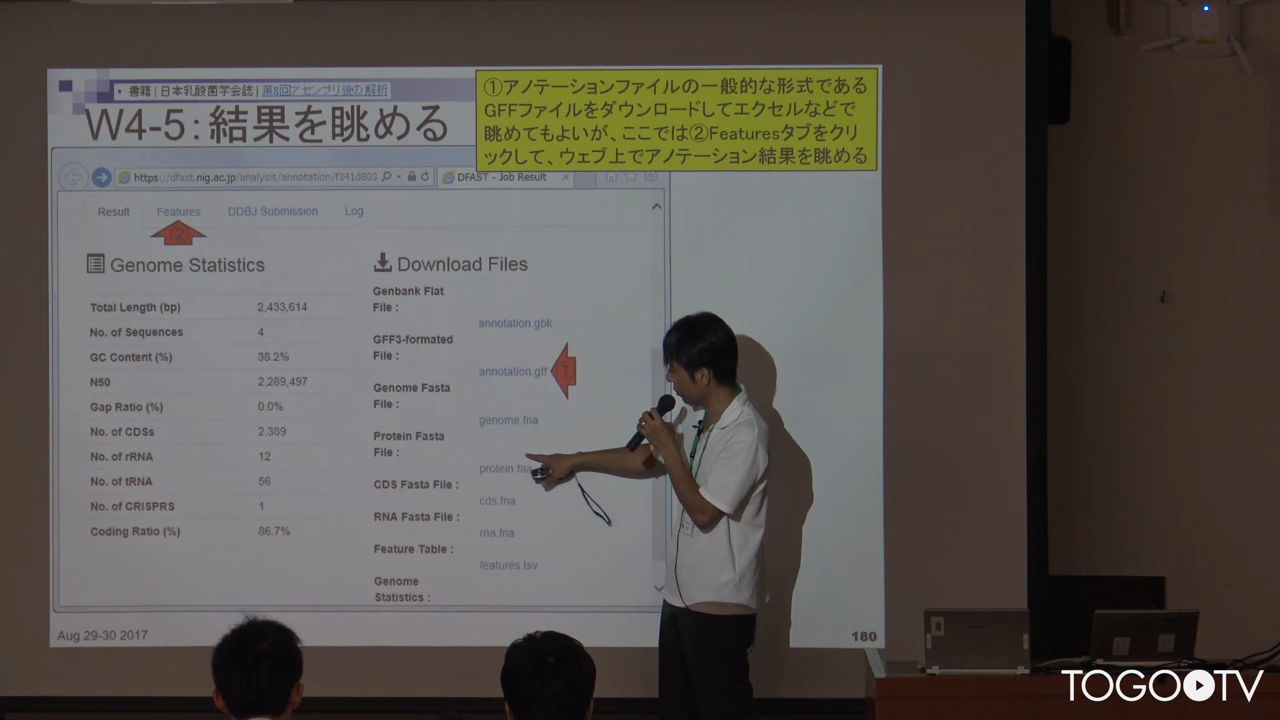 • 書籍 | 日本乳酸菌学会誌 | 第8回アセンブリ後の解析
W4-5：結果を眺める
①アノテーションファイルの一般的な形式である
GFFファイルをダウンロードしてエクセルなどで
眺めてもよいが、ここでは②Featuresタブをクリ
ックして、ウェブ上でアノテーション結果を眺める
https://dfast.nig.ac.jp/analysis/annotation/f341d803
DFAST - Job Result
Result Features DDBJ Submission Log
②
Genome Statistics
Total Length (bp) 2,433,614
No. of Sequences 4
GC Content (%) 38.2%
N50 2,289,497
Gap Ratio (%) 0.0%
No. of CDSs 2,389
No. of rRNA 12
No. of tRNA 56
No. of CRISPRS 1
Coding Ratio (%) 86.7%
Download Files
Genbank Flat
File :
annotation.gbk
GFF3-formated
File :
annotation.gff
①
Genome Fasta
File :
genome.fna
Protein Fasta
File :
protein.faa
CDS Fasta File :
cds.fna
RNA Fasta File :
rna.fna
Feature Table :
features.tsv
Genome
Statistics :
Aug 29-30 2017
180
TOGOTV